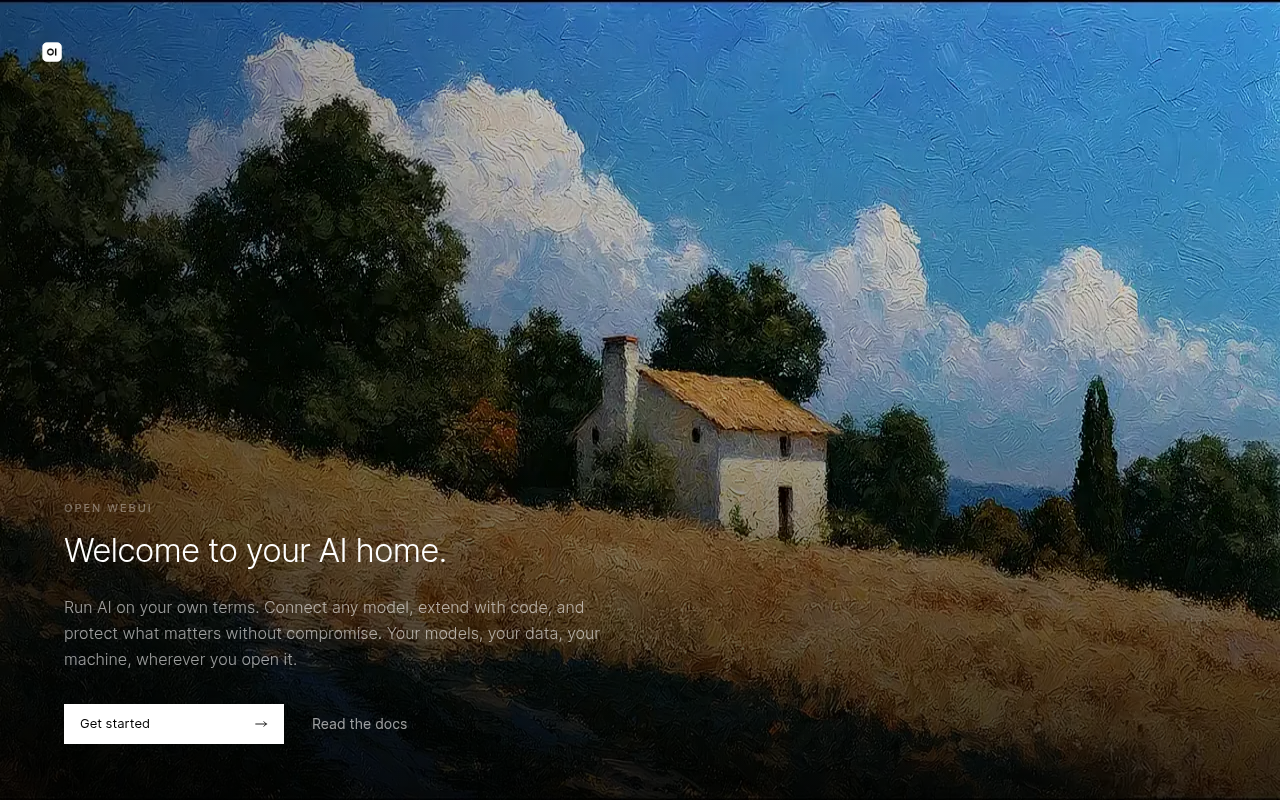 OI
OPEN WEBUI
Welcome to your AI home.
Run AI on your own terms. Connect any model, extend with code, and
protect what matters without compromise. Your models, your data, your
machine, wherever you open it.
Get started →
Read the docs